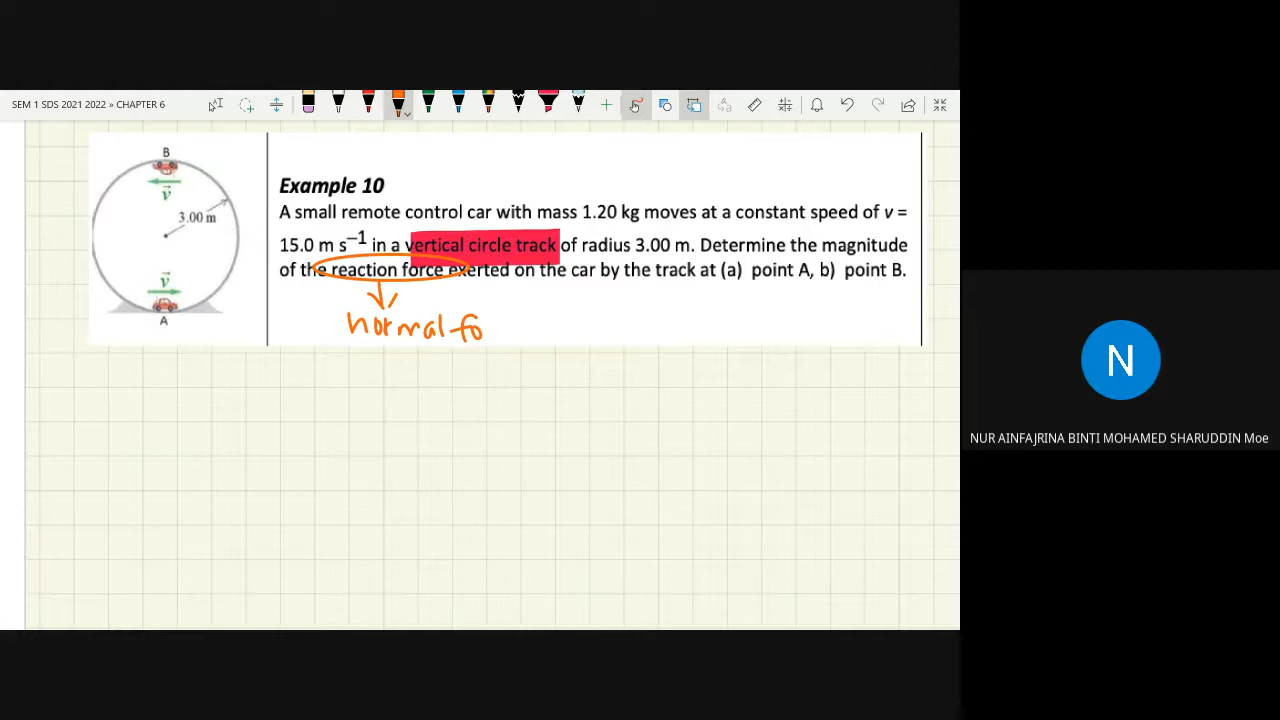 SEM 1 SDS 2021 2022 » CHAPTER 6
B
v
3.00 m
v
A
Example 10
A small remote control car with mass 1.20 kg moves at a constant speed of v =
15.0 m s⁻¹ in a vertical circle track of radius 3.00 m. Determine the magnitude
of the reaction force exerted on the car by the track at (a) point A, b) point B.
normal fo
N
NUR AINFAJRINA BINTI MOHAMED SHARUDDIN Moe